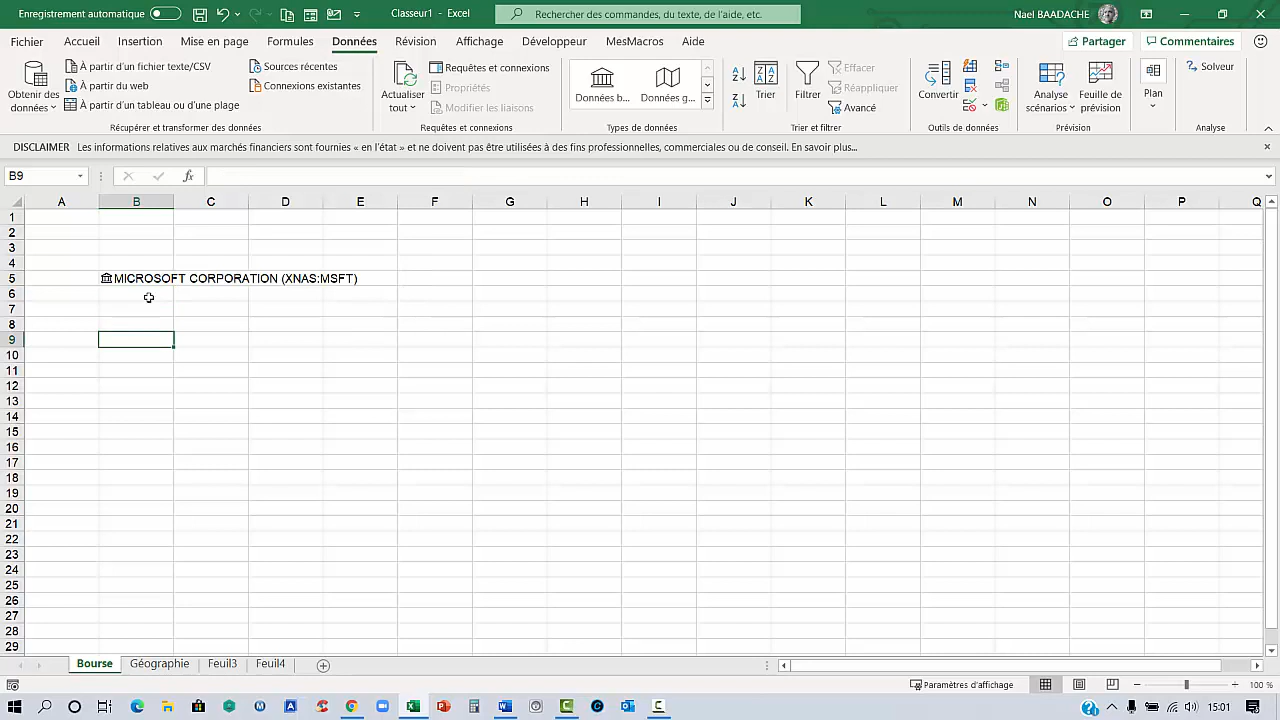 Enregistrement automatique
Classeur1 - Excel
Rechercher des commandes, du texte, de l'aide, etc.
Nael BAADACHE
Fichier Accueil Insertion Mise en page Formules Données Révision Affichage Développeur MesMacros Aide
Partager Commentaires
Obtenir des données
À partir d'un fichier texte/CSV
À partir du web
À partir d'un tableau ou d'une plage
Sources récentes
Connexions existantes
Récupérer et transformer des données
Actualiser tout
Requêtes et connexions
Propriétés
Modifier les liaisons
Requêtes et connexions
Données b...
Données g...
Types de données
Trier
Filtrer
Effacer
Réappliquer
Avancé
Trier et filtrer
Convertir
Outils de données
Analyse scénarios
Feuille de prévision
Prévision
Plan
Solveur
Analyse
DISCLAIMER Les informations relatives aux marchés financiers sont fournies « en l'état » et ne doivent pas être utilisées à des fins professionnelles, commerciales ou de conseil. En savoir plus...
B9
fx
A B C D E F G H I J K L M N O P Q
1
2
3
4
5 MICROSOFT CORPORATION (XNAS:MSFT)
6
7
8
9
10
11
12
13
14
15
16
17
18
19
20
21
22
23
24
25
26
27
28
29
Bourse Géographie Feuil3 Feuil4
Paramètres d'affichage
100 %
15:01